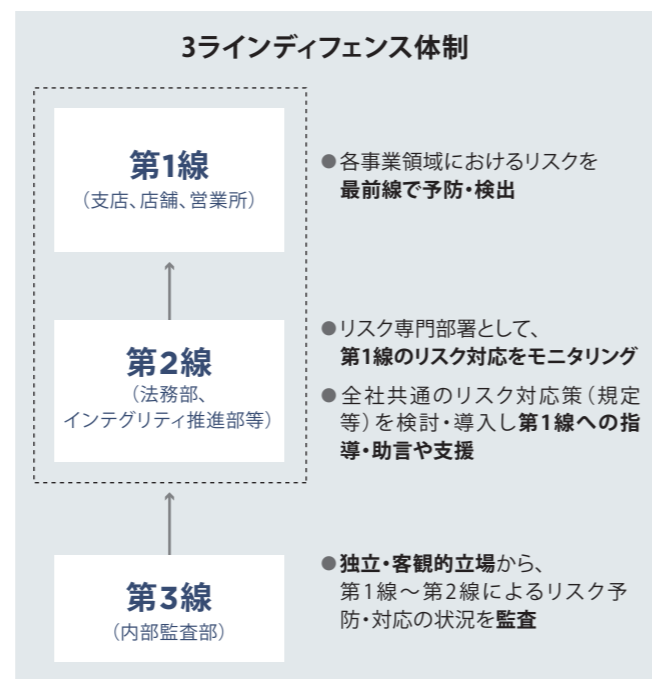 3ラインディフェンス体制
第1線
（支店、店舗、営業所）
●各事業領域におけるリスクを
最前線で予防・検出
第2線
（法務部、
インテグリティ推進部等）
●リスク専門部署として、
第1線のリスク対応をモニタリング
●全社共通のリスク対応策（規定
等）を検討・導入し第1線への指
導・助言や支援
第3線
（内部監査部）
●独立・客観的立場から、
第1線～第2線によるリスク予
防・対応の状況を監査